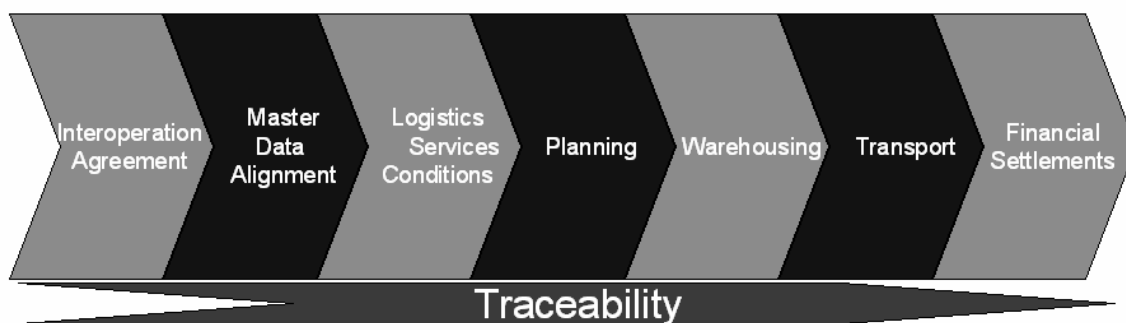 Interoperation
Agreement
Master
Data
Alignment
Logistics
Services
Conditions
Planning
Warehousing
Transport
Financial
Settlements
Traceability